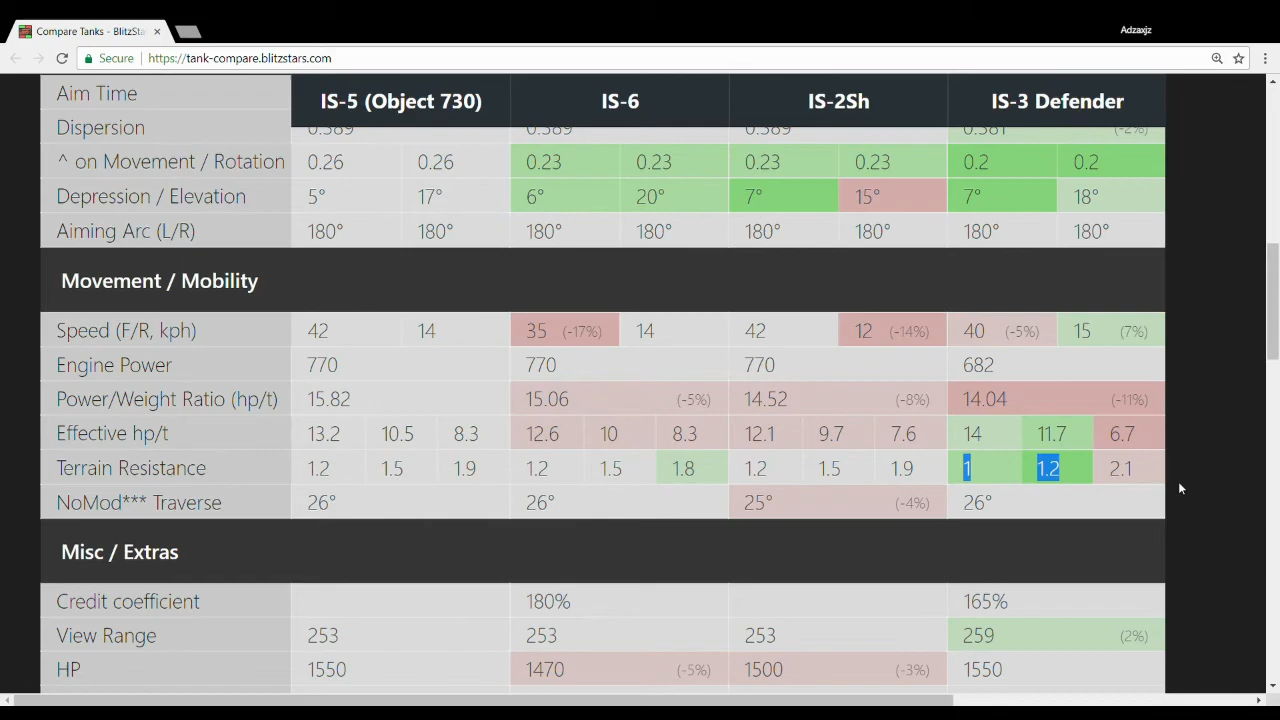 Adzaxjz
Compare Tanks - BlitzSta
Secure https://tank-compare.blitzstars.com
Aim Time IS-5 (Object 730) IS-6 IS-2Sh IS-3 Defender
Dispersion 0.389 0.389 0.389 0.381 (-2%)
^ on Movement / Rotation 0.26 0.26 0.23 0.23 0.23 0.23 0.2 0.2
Depression / Elevation 5° 17° 6° 20° 7° 15° 7° 18°
Aiming Arc (L/R) 180° 180° 180° 180° 180° 180° 180° 180°
Movement / Mobility
Speed (F/R, kph) 42 14 35 (-17%) 14 42 12 (-14%) 40 (-5%) 15 (7%)
Engine Power 770 770 770 682
Power/Weight Ratio (hp/t) 15.82 15.06 (-5%) 14.52 (-8%) 14.04 (-11%)
Effective hp/t 13.2 10.5 8.3 12.6 10 8.3 12.1 9.7 7.6 14 11.7 6.7
Terrain Resistance 1.2 1.5 1.9 1.2 1.5 1.8 1.2 1.5 1.9 1 1.2 2.1
NoMod*** Traverse 26° 26° 25° (-4%) 26°
Misc / Extras
Credit coefficient 180% 165%
View Range 253 253 253 259 (2%)
HP 1550 1470 (-5%) 1500 (-3%) 1550